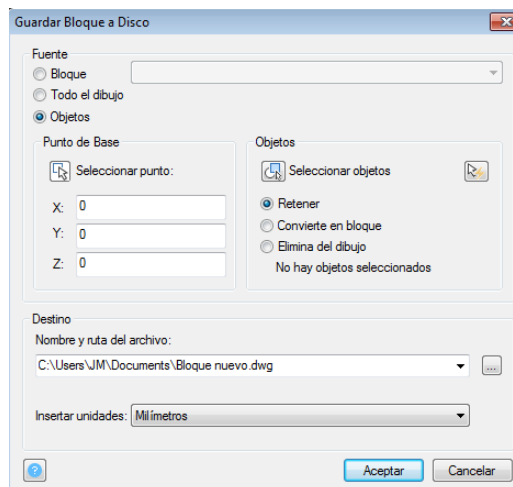 Guardar Bloque a Disco
Fuente
Bloque
Todo el dibujo
Objetos
Punto de Base
Seleccionar punto:
X: 0
Y: 0
Z: 0
Objetos
Seleccionar objetos
Retener
Convierte en bloque
Elimina del dibujo
No hay objetos seleccionados
Destino
Nombre y ruta del archivo:
C:\Users\JM\Documents\Bloque nuevo.dwg
...
Insertar unidades: Milímetros
? Aceptar Cancelar